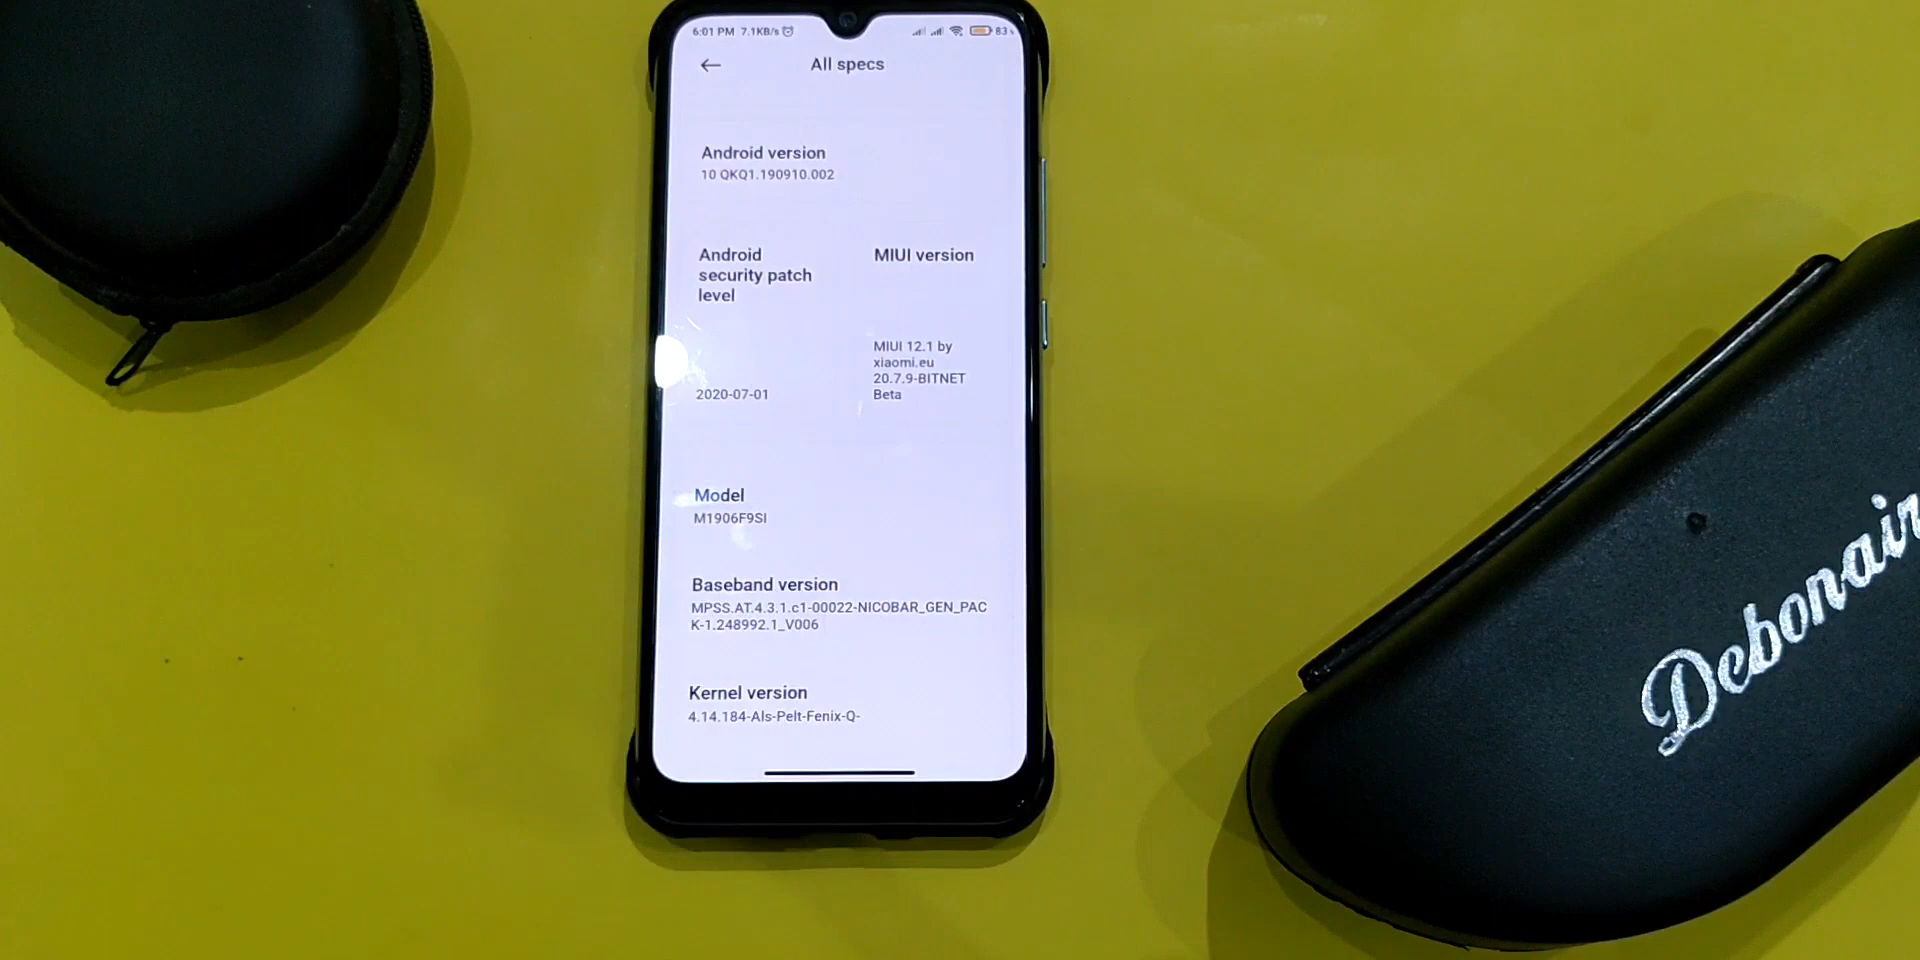 6:01 PM 7.1KB/s
83
All specs
Android version
10 QKQ1.190910.002
Android
security patch
level
2020-07-01
MIUI version
MIUI 12.1 by
xiaomi.eu
20.7.9-BITNET
Beta
Model
M1906F9SI
Baseband version
MPSS.AT.4.3.1.c1-00022-NICOBAR_GEN_PAC
K-1.248992.1_V006
Kernel version
4.14.184-Als-Pelt-Fenix-Q-
Debonair